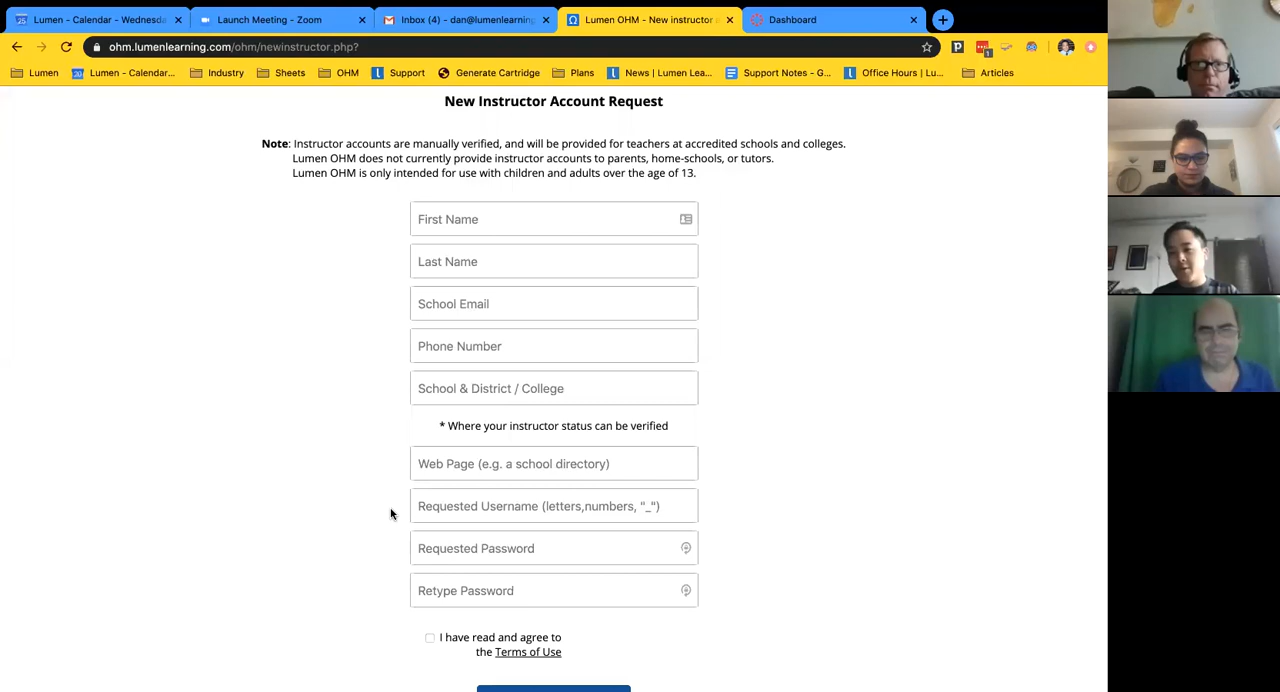 Lumen - Calendar - Wednesda
Launch Meeting - Zoom
Inbox (4) - dan@lumenlearning.
Lumen OHM - New instructor a
Dashboard
ohm.lumenlearning.com/ohm/newinstructor.php?
Lumen
Lumen - Calendar...
Industry
Sheets
OHM
Support
Generate Cartridge
Plans
News | Lumen Lea...
Support Notes - G...
Office Hours | Lu...
Articles
New Instructor Account Request
Note: Instructor accounts are manually verified, and will be provided for teachers at accredited schools and colleges.
Lumen OHM does not currently provide instructor accounts to parents, home-schools, or tutors.
Lumen OHM is only intended for use with children and adults over the age of 13.
First Name
Last Name
School Email
Phone Number
School & District / College
* Where your instructor status can be verified
Web Page (e.g. a school directory)
Requested Username (letters,numbers, "_")
Requested Password
Retype Password
I have read and agree to
the Terms of Use